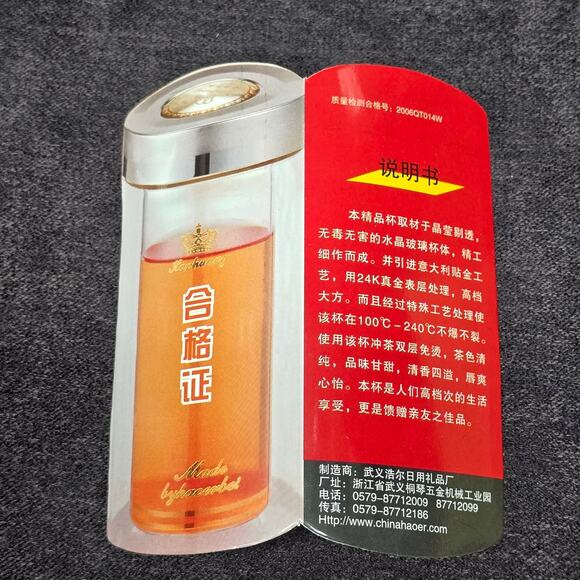 合格证
Made
质量检测合格号：2006QT014W
说明书
本精品杯取材于晶莹剔透，
无毒无害的水晶玻璃杯体，精工
细作而成。并引进意大利贴金工
艺，用24K真金表层处理，高档
大方。而且经过特殊工艺处理使
该杯在100℃-240℃不爆不裂。
使用该杯冲茶双层免烫，茶色清
纯，品味甘甜，清香四溢，唇爽
心怡。本杯是人们高档次的生活
享受，更是馈赠亲友之佳品。
制造商：武义浩尔日用礼品厂
厂址：浙江省武义桐琴五金机械工业园
电话：0579-87712009 87712099
传真：0579-87712186
Http://www.chinahaoer.com